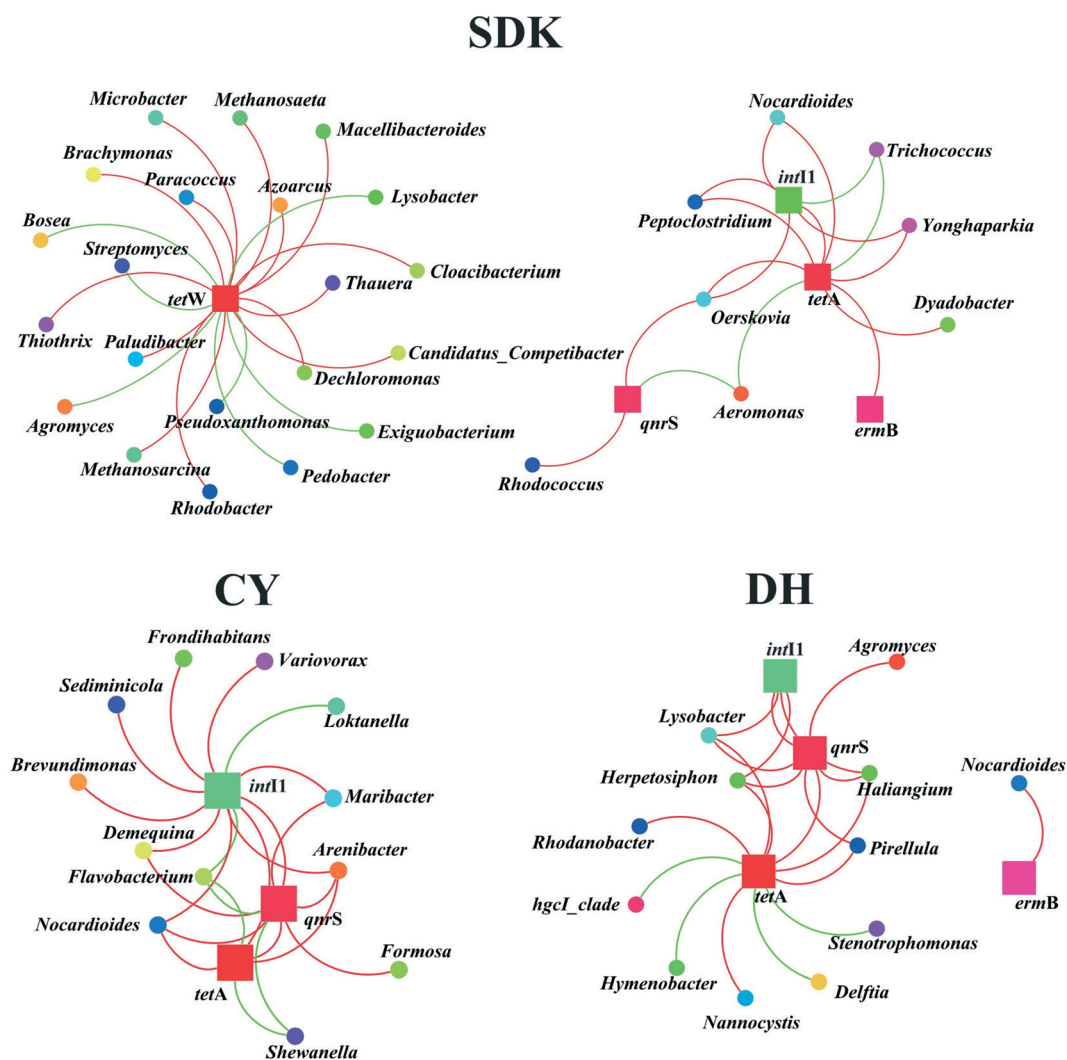 SDK
Microbacter
Methanosaeta
Macellibacteroides
Brachymonas
Paracoccus
Azoarcus
Lysobacter
Bosea
Streptomyces
Cloacibacterium
Thauera
tetW
Thiothrix
Paludibacter
Candidatus_Competibacter
Dechloromonas
Agromyces
Pseudoxanthomonas
Exiguobacterium
Methanosarcina
Pedobacter
Rhodobacter
Nocardioides
Trichococcus
intI1
Peptoclostridium
Yonghaparkia
tetA
Oerskovia
Dyadobacter
qnrS
Aeromonas
ermB
Rhodococcus
CY
Frondihabitans
Variovorax
Sediminicola
Loktanella
Brevundimonas
intI1
Maribacter
Demequina
Arenibacter
Flavobacterium
qnrS
Nocardioides
Formosa
tetA
Shewanella
DH
intI1
Agromyces
Lysobacter
qnrS
Herpetosiphon
Haliangium
Nocardioides
Rhodanobacter
Pirellula
tetA
hgcI_clade
ermB
Stenotrophomonas
Hymenobacter
Delftia
Nannocystis